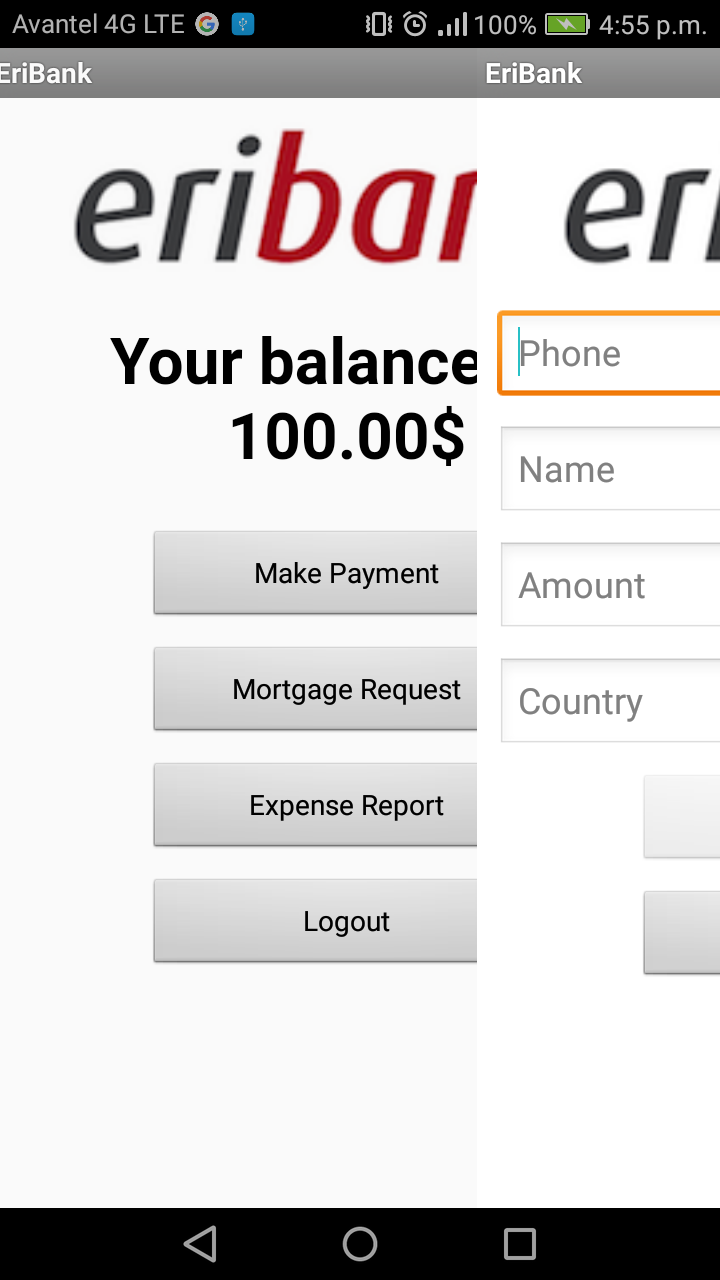 Avantel 4G LTE 100% 4:55 p.m.
EriBank
eriban
Your balance
100.00$
Make Payment
Mortgage Request
Expense Report
Logout
EriBank
eri
Phone
Name
Amount
Country